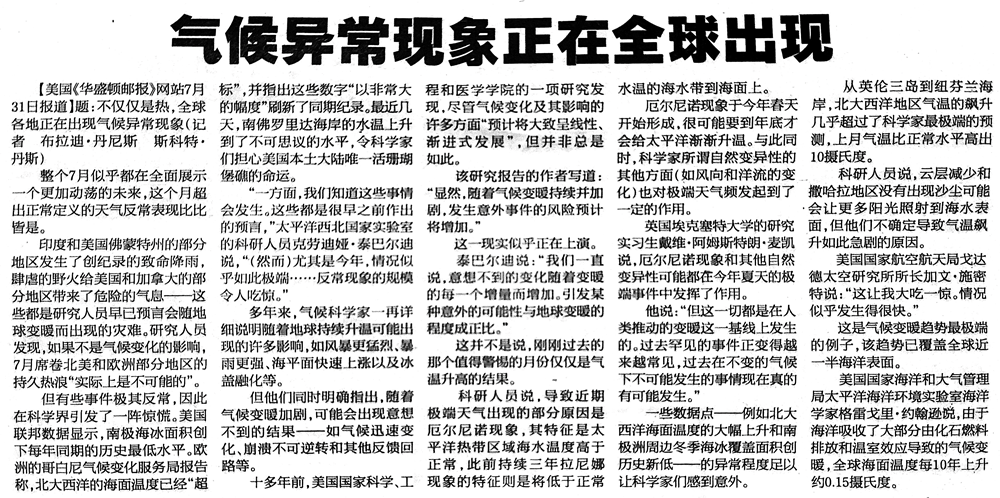 气候异常现象正在全球出现
【美国《华盛顿邮报》网站7月
31日报道】题:不仅仅是热,全球
各地正在出现气候异常现象(记
者 布拉迪·丹尼斯 斯科特·
丹斯)
整个7月似乎都在全面展示
一个更加动荡的未来,这个月超
出正常定义的天气反常表现比比
皆是。
印度和美国佛蒙特州的部分
地区发生了创纪录的致命降雨,
肆虐的野火给美国和加拿大的部
分地区带来了危险的气息——这
些都是研究人员早已预言会随地
球变暖而出现的灾难。研究人员
发现,如果不是气候变化的影响,
7月席卷北美和欧洲部分地区的
持久热浪“实际上是不可能的”。
但有些事件极其反常,因此
在科学界引发了一阵惊慌。美国
联邦数据显示,南极海冰面积创
下每年同期的历史最低水平。欧
洲的哥白尼气候变化服务局报告
称,北大西洋的海面温度已经“超
标”,并指出这些数字“以非常大
的幅度”刷新了同期纪录。最近几
天,南佛罗里达海岸的水温上升
到了不可思议的水平,令科学家
们担心美国本土大陆唯一活珊瑚
堡礁的命运。
“一方面,我们知道这些事情
会发生。这些都是很早之前作出
的预言,”太平洋西北国家实验室
的科研人员克劳迪娅·泰巴尔迪
说,“(然而)尤其是今年,情况似
乎如此极端……反常现象的规模
令人吃惊。”
多年来,气候科学家一再详
细说明随着地球持续升温可能出
现的许多影响,如风暴更猛烈、暴
雨更强、海平面快速上涨以及冰
盖融化等。
但他们同时明确指出,随着
气候变暖加剧,可能会出现意想
不到的结果——如气候迅速变
化、崩溃不可逆转和其他反馈回
路等。
十多年前,美国国家科学、工
程和医学学院的一项研究发
现,尽管气候变化及其影响的
许多方面“预计将大致呈线性、
渐进式发展”,但并非总是
如此。
该研究报告的作者写道:
“显然,随着气候变暖持续并加
剧,发生意外事件的风险预计
将增加。”
这一现实似乎正在上演。
泰巴尔迪说:“我们一直
说,意想不到的变化随着变暖
的每一个增量而增加。引发某
种意外的可能性与地球变暖的
程度成正比。”
这并不是说,刚刚过去的
那个值得警惕的月份仅仅是气
温升高的结果。
科研人员说,导致近期
极端天气出现的部分原因是
厄尔尼诺现象,其特征是太
平洋热带区域海水温度高于
正常,此前持续三年拉尼娜
现象的特征则是将低于正常
水温的海水带到海面上。
厄尔尼诺现象于今年春天
开始形成,很可能要到年底才
会给太平洋渐渐升温。与此同
时,科学家所谓自然变异性的
其他方面(如风向和洋流的变
化)也对极端天气频发起到了
一定的作用。
英国埃克塞特大学的研究
实习生戴维·阿姆斯特朗·麦凯
说,厄尔尼诺现象和其他自然
变异性可能都在今年夏天的极
端事件中发挥了作用。
他说:“但这一切都是在人
类推动的变暖这一基线上发生
的。过去罕见的事件正变得越
来越常见,过去在不变的气候
下不可能发生的事情现在真的
有可能发生。”
一些数据点——例如北大
西洋海面温度的大幅上升和南
极洲周边冬季海冰覆盖面积创
历史新低——的异常程度足以
让科学家们感到意外。
从英伦三岛到纽芬兰海
岸,北大西洋地区气温的飙升
几乎超过了科学家最极端的预
测,上月气温比正常水平高出
10摄氏度。
科研人员说,云层减少和
撒哈拉地区没有出现沙尘可能
会让更多阳光照射到海水表
面,但他们不确定导致气温飙
升如此急剧的原因。
美国国家航空航天局戈达
德太空研究所所长加文·施密
特说:“这让我大吃一惊。情况
似乎发生得很快。”
这是气候变暖趋势最极端
的例子,该趋势已覆盖全球近
一半海洋表面。
美国国家海洋和大气管理
局太平洋海洋环境实验室海洋
学家格雷戈里·约翰逊说,由于
海洋吸收了大部分由化石燃料
排放和温室效应导致的气候变
暖,全球海面温度每10年上升
约0.15摄氏度。